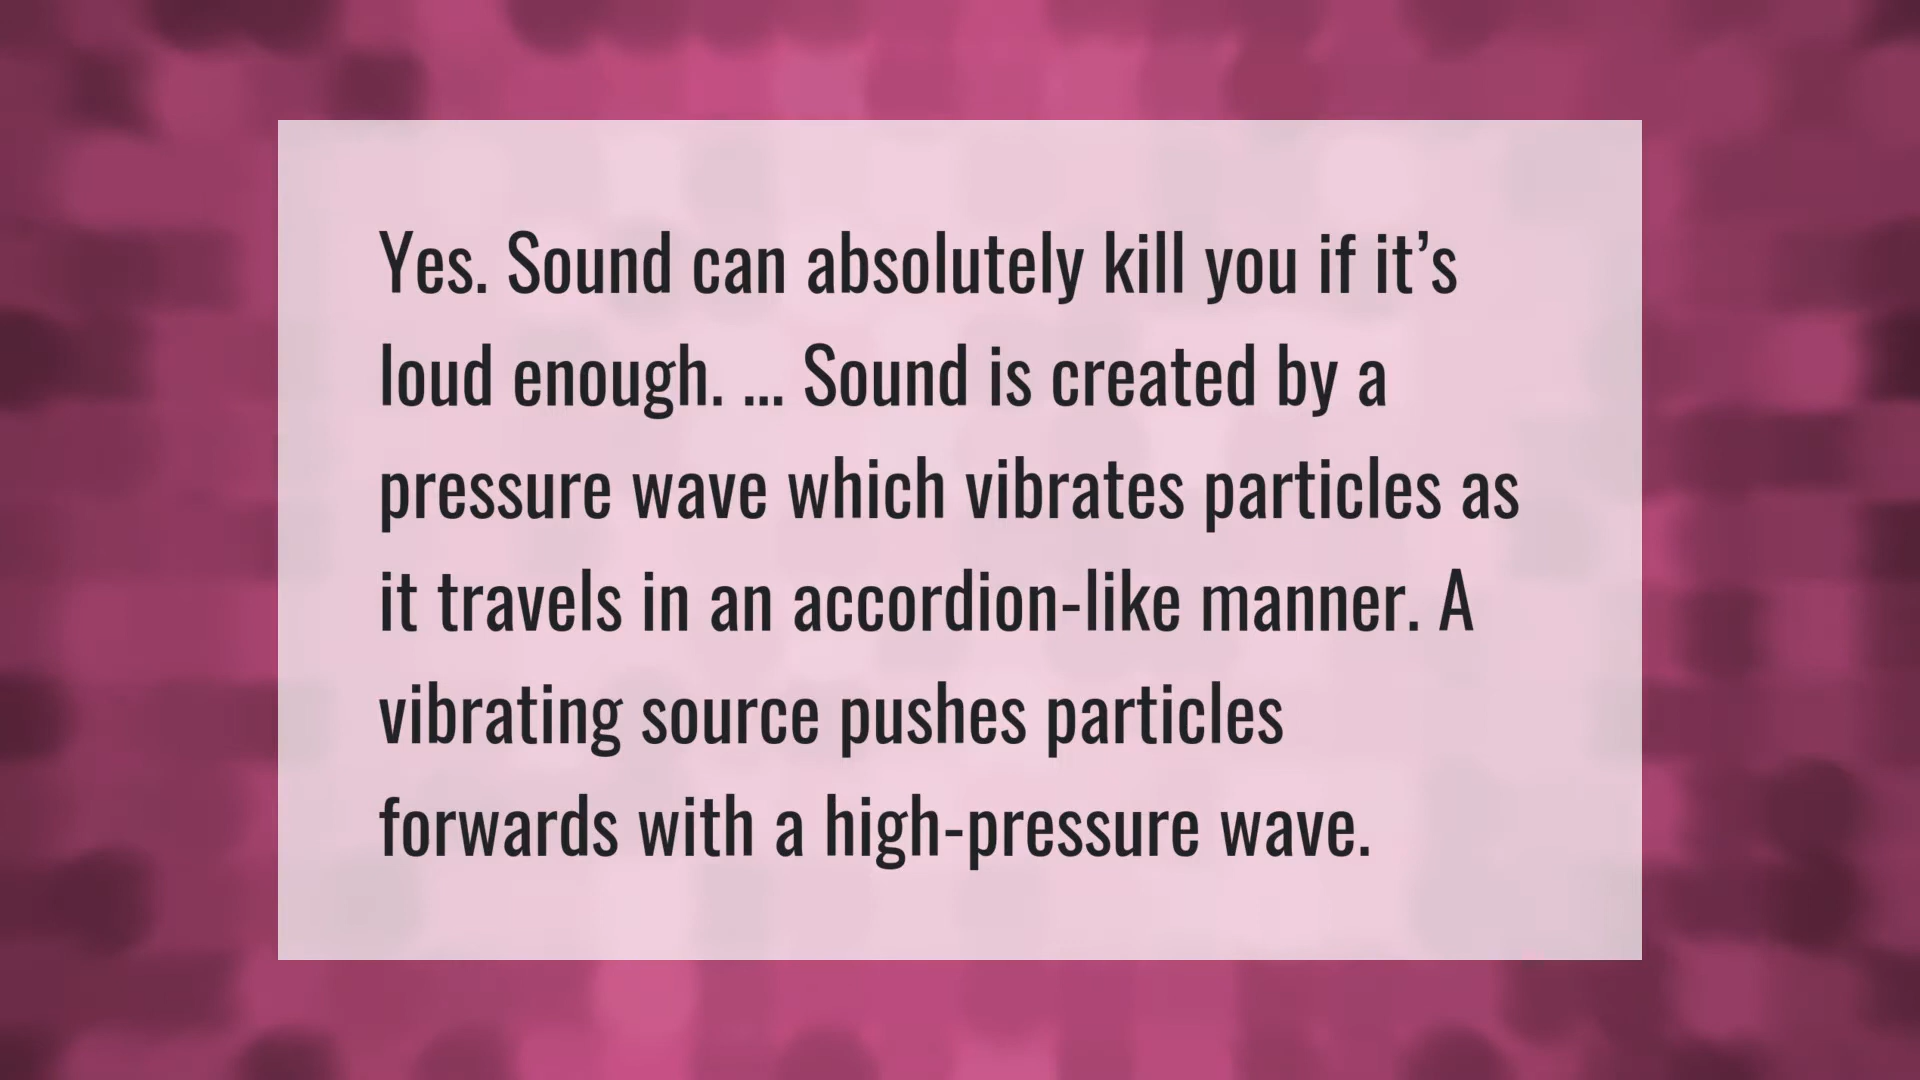 Yes. Sound can absolutely kill you if it’s
loud enough. ... Sound is created by a
pressure wave which vibrates particles as
it travels in an accordion-like manner. A
vibrating source pushes particles
forwards with a high-pressure wave.